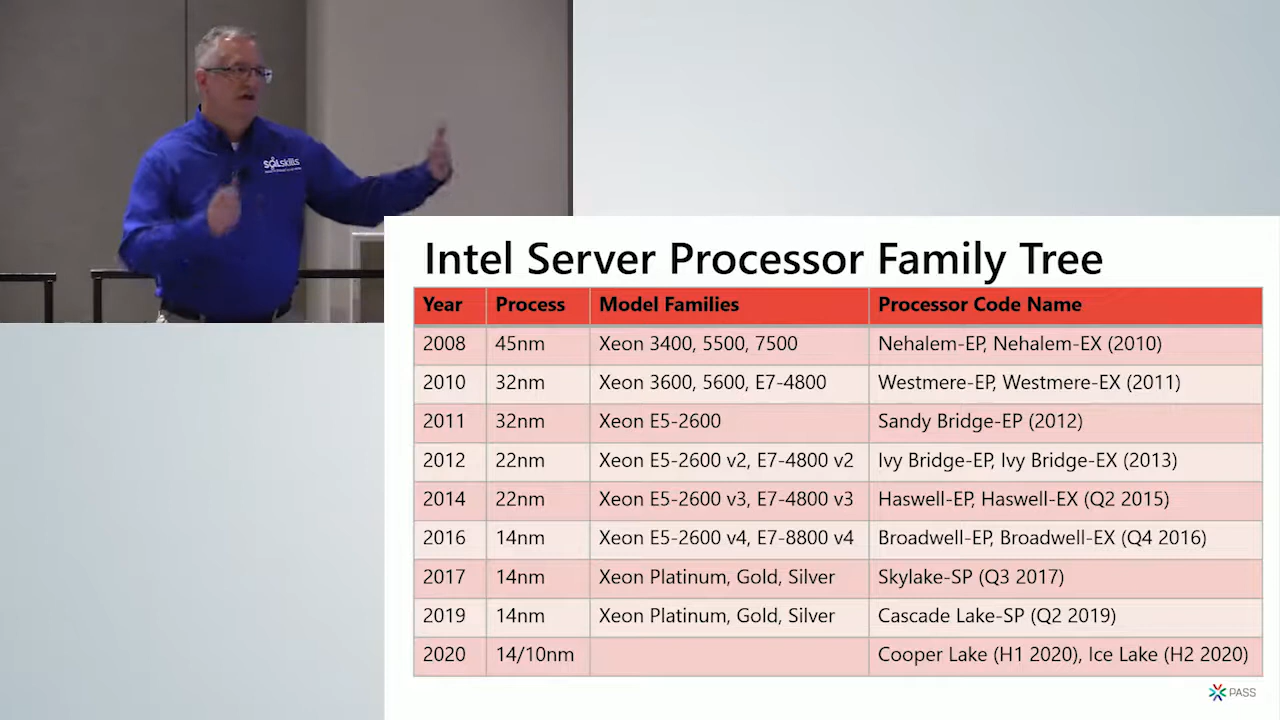 SQLskills
Intel Server Processor Family Tree
Year Process Model Families Processor Code Name
2008 45nm Xeon 3400, 5500, 7500 Nehalem-EP, Nehalem-EX (2010)
2010 32nm Xeon 3600, 5600, E7-4800 Westmere-EP, Westmere-EX (2011)
2011 32nm Xeon E5-2600 Sandy Bridge-EP (2012)
2012 22nm Xeon E5-2600 v2, E7-4800 v2 Ivy Bridge-EP, Ivy Bridge-EX (2013)
2014 22nm Xeon E5-2600 v3, E7-4800 v3 Haswell-EP, Haswell-EX (Q2 2015)
2016 14nm Xeon E5-2600 v4, E7-8800 v4 Broadwell-EP, Broadwell-EX (Q4 2016)
2017 14nm Xeon Platinum, Gold, Silver Skylake-SP (Q3 2017)
2019 14nm Xeon Platinum, Gold, Silver Cascade Lake-SP (Q2 2019)
2020 14/10nm Cooper Lake (H1 2020), Ice Lake (H2 2020)
PASS